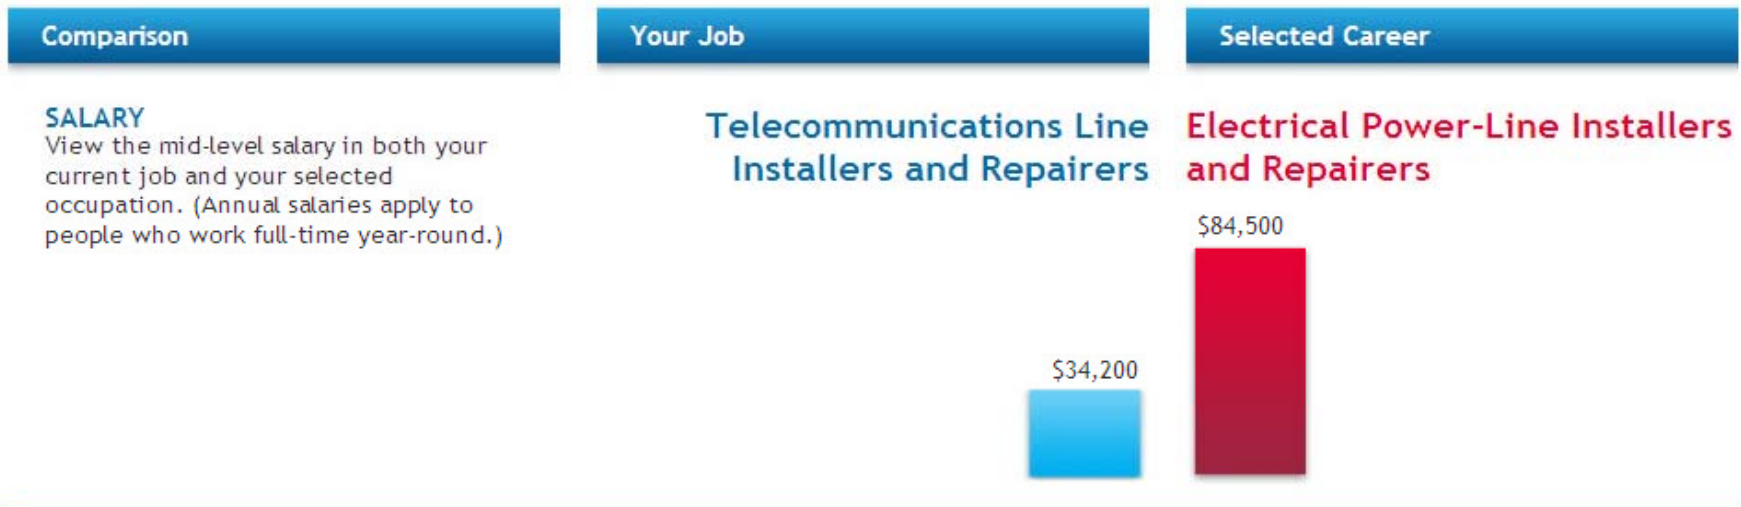 Comparison
Your Job
Selected Career
SALARY
View the mid-level salary in both your
current job and your selected
occupation. (Annual salaries apply to
people who work full-time year-round.)
Telecommunications Line
Installers and Repairers
$34,200
Electrical Power-Line Installers
and Repairers
$84,500